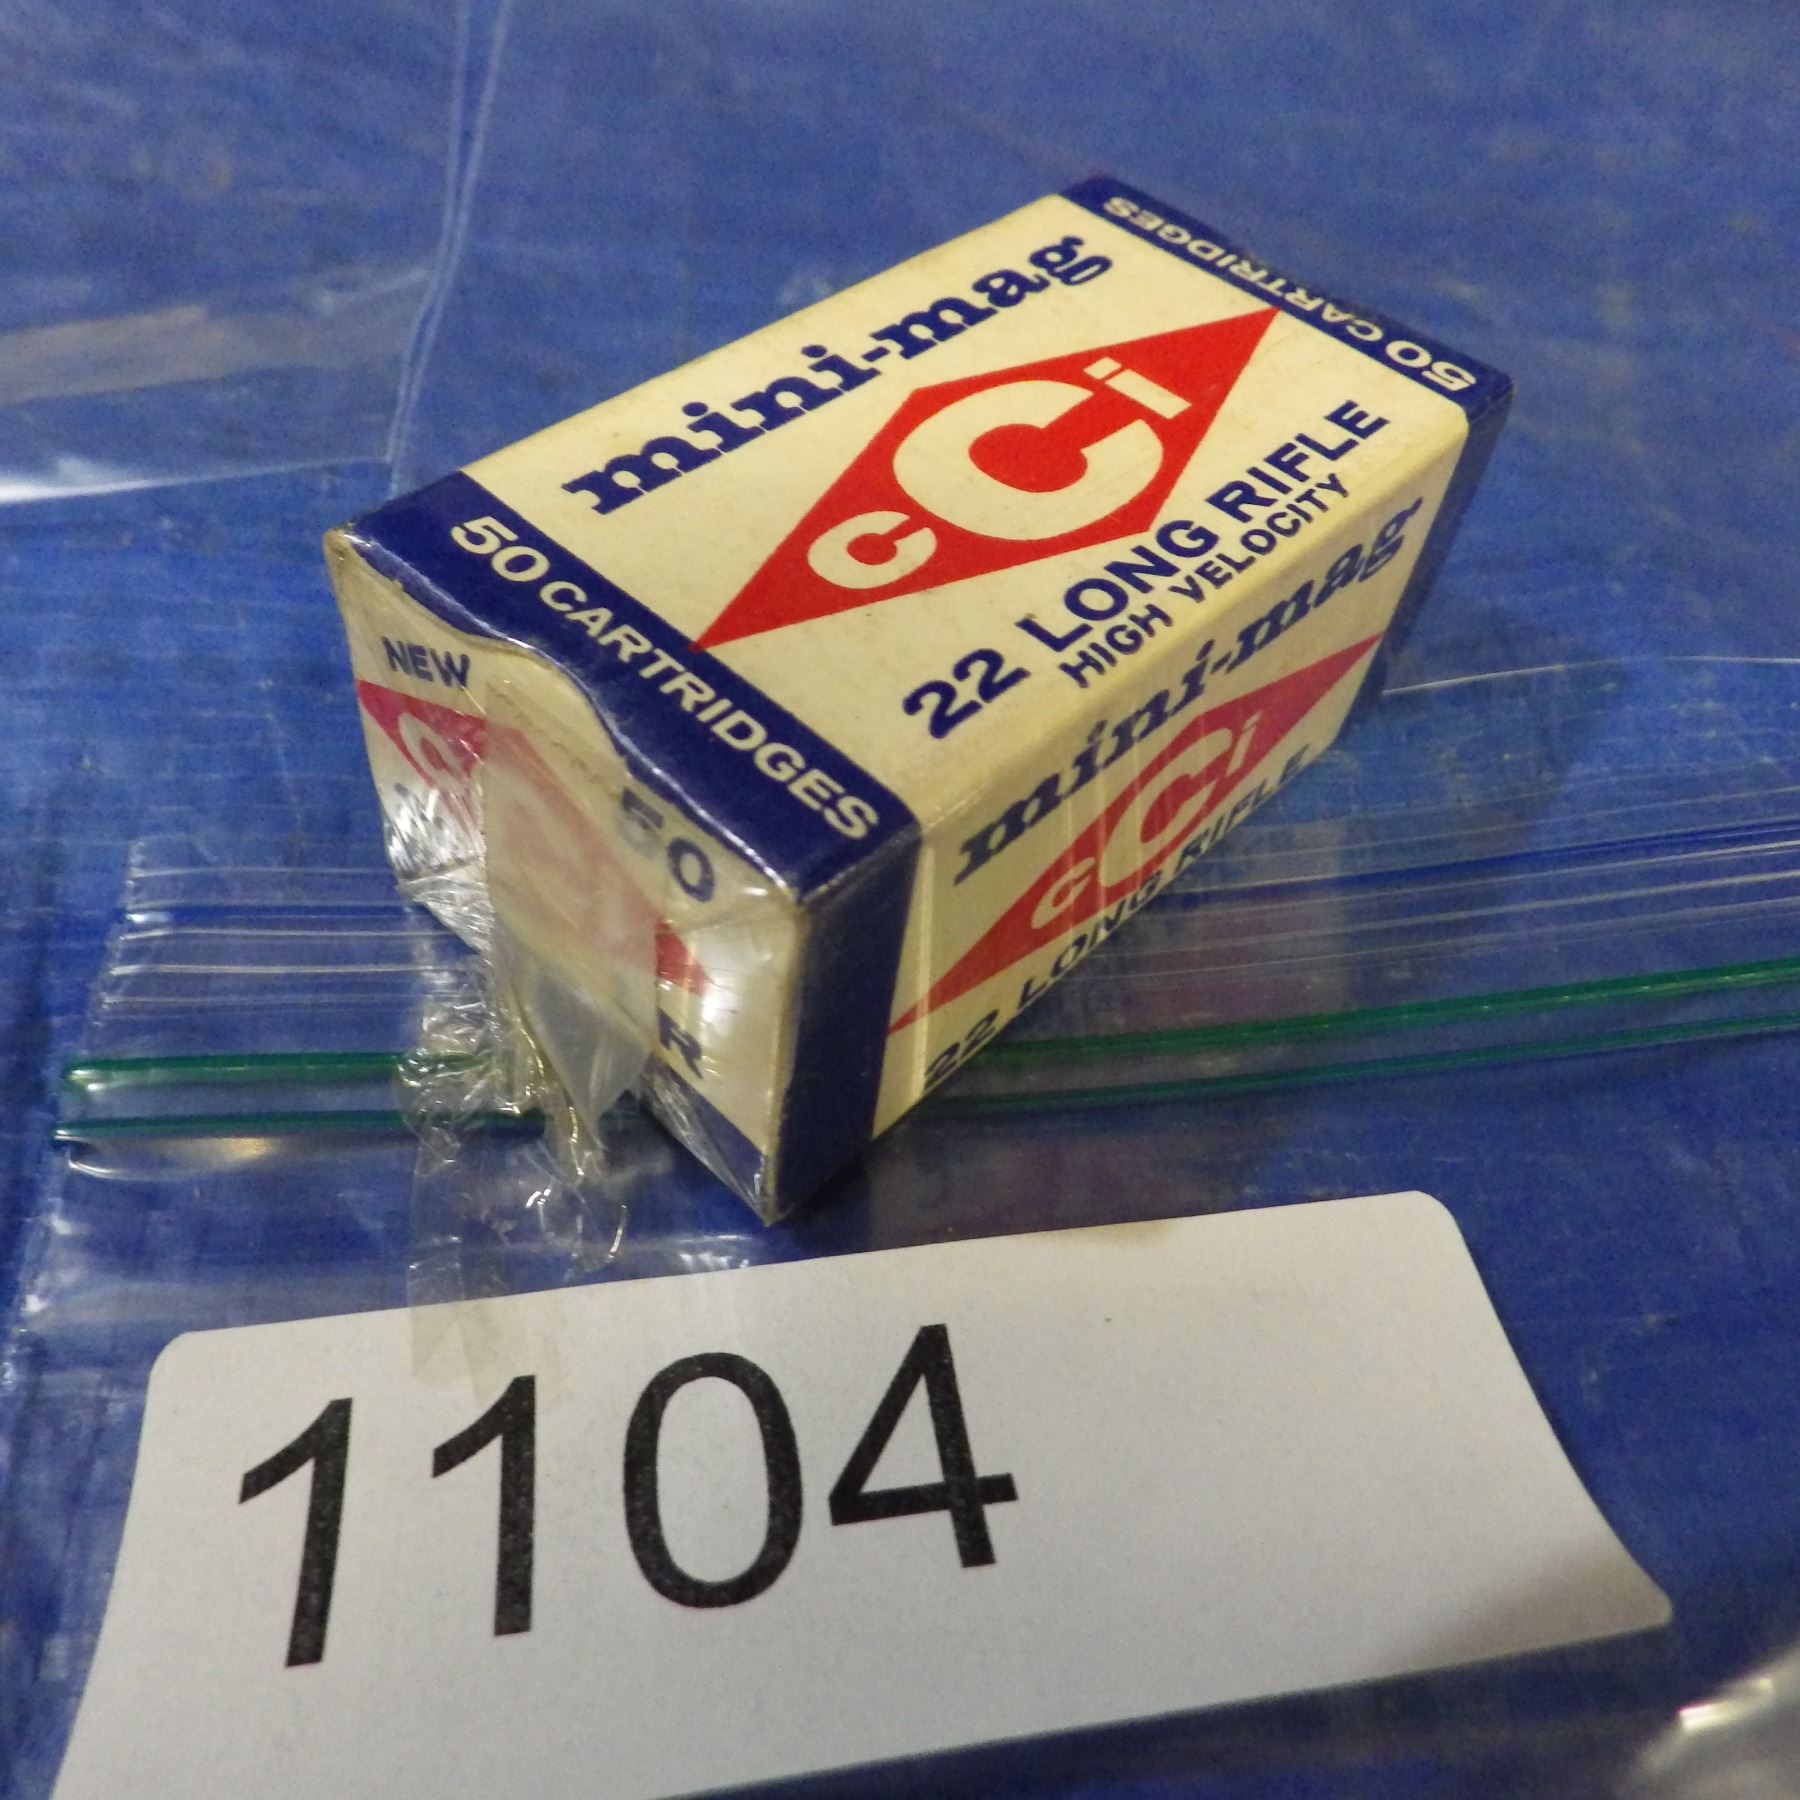 50 CARTRIDGES
mini-mag
cCi
22 LONG RIFLE
HIGH VELOCITY
50 CARTRIDGES
mini-mag
cCi
22 LONG RIFLE
NEW
50
R
1104